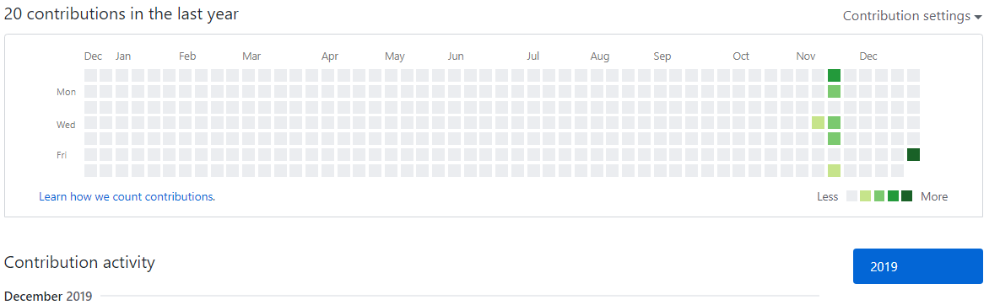 20 contributions in the last year
Contribution settings
Dec Jan Feb Mar Apr May Jun Jul Aug Sep Oct Nov Dec
Mon
Wed
Fri
Learn how we count contributions.
Less More
Contribution activity
2019
December 2019